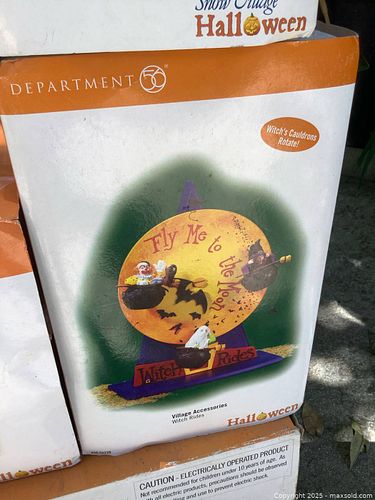 Snow Village
Halloween
DEPARTMENT 56
Witch's Cauldrons
Rotate!
Fly Me to the Moon
Witch Rides
Village Accessories
Witch Rides
Halloween
lloween
CAUTION - ELECTRICALLY OPERATED PRODUCT
Not recommended for children under 10 years of age. As
all electric products, precautions should be observed
and use to prevent electric shock.
© 2025 - maxsold.com